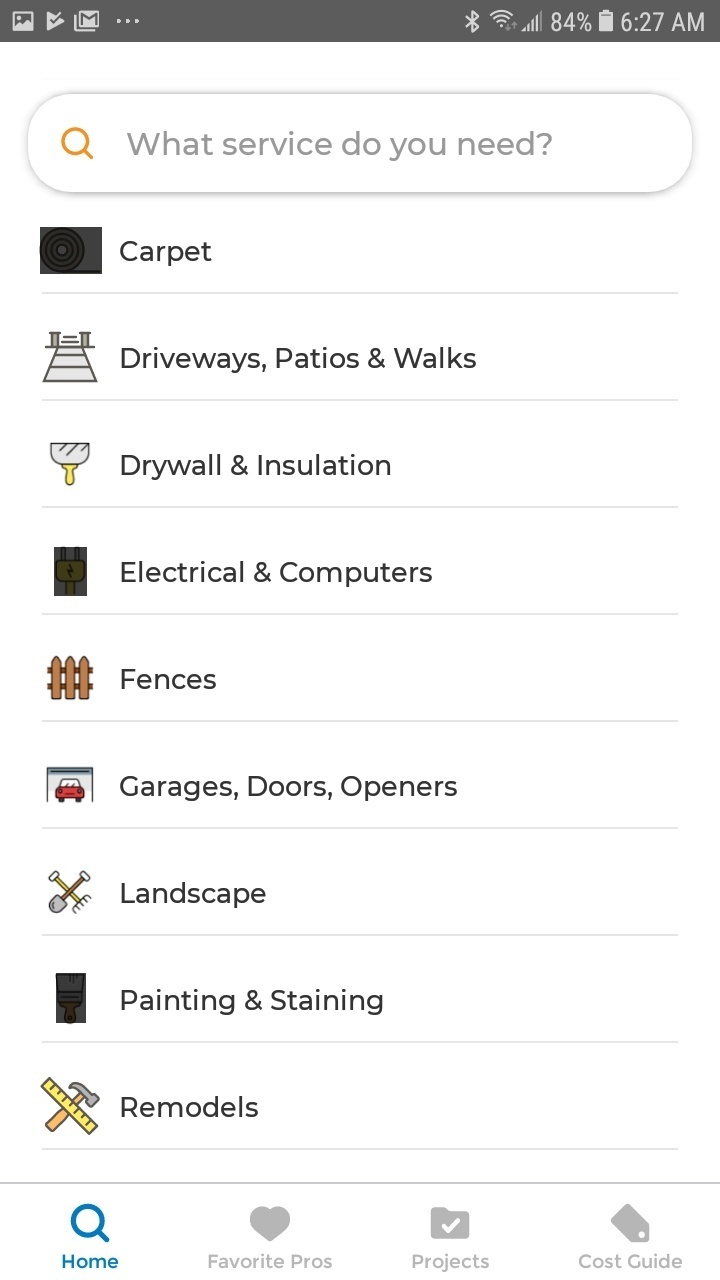 84% 6:27 AM
What service do you need?
Carpet
Driveways, Patios & Walks
Drywall & Insulation
Electrical & Computers
Fences
Garages, Doors, Openers
Landscape
Painting & Staining
Remodels
Home Favorite Pros Projects Cost Guide